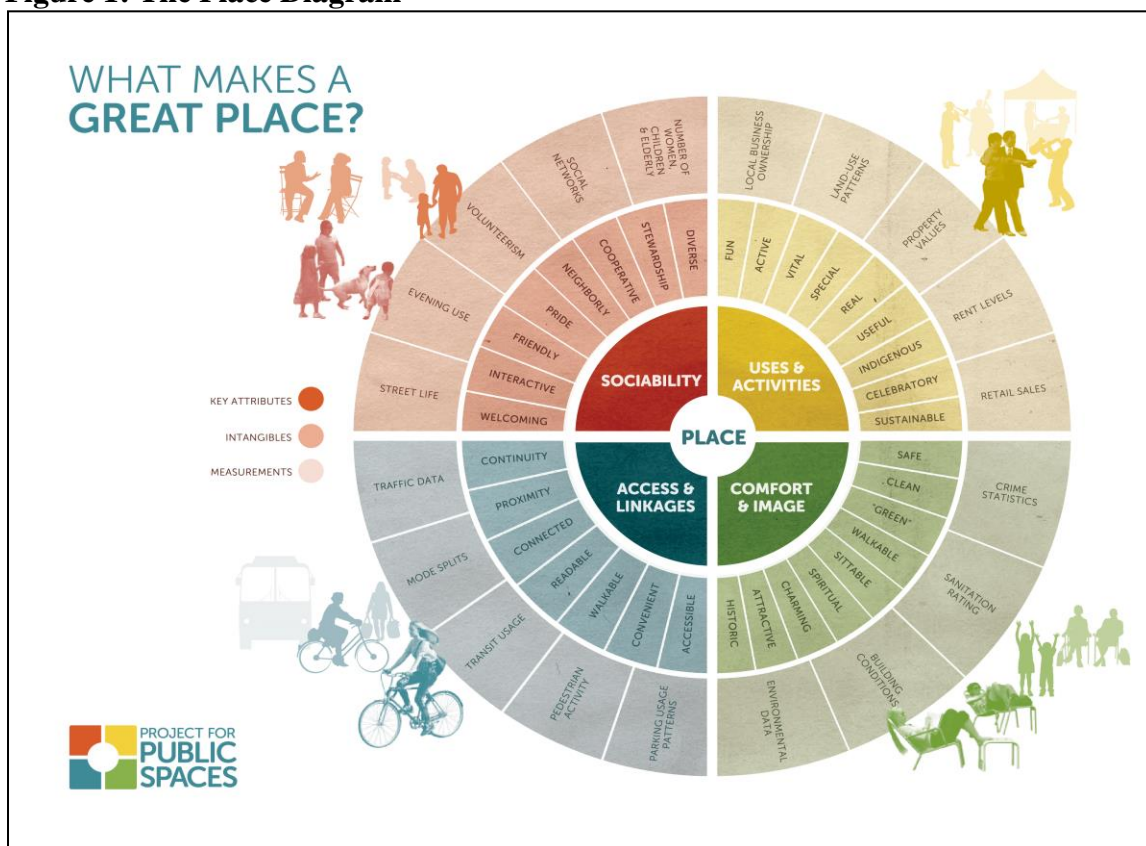 Figure 1: The Place Diagram
WHAT MAKES A
GREAT PLACE?
NUMBER OF
WOMEN,
CHILDREN
& ELDERLY
SOCIAL
NETWORKS
VOLUNTEERISM
EVENING USE
STREET LIFE
DIVERSE
STEWARDSHIP
COOPERATIVE
NEIGHBORLY
PRIDE
FRIENDLY
INTERACTIVE
WELCOMING
SOCIABILITY
LOCAL BUSINESS
OWNERSHIP
LAND-USE
PATTERNS
PROPERTY
VALUES
RENT LEVELS
RETAIL SALES
FUN
ACTIVE
VITAL
SPECIAL
REAL
USEFUL
INDIGENOUS
CELEBRATORY
SUSTAINABLE
USES &
ACTIVITIES
PLACE
KEY ATTRIBUTES
INTANGIBLES
MEASUREMENTS
ACCESS &
LINKAGES
CONTINUITY
PROXIMITY
CONNECTED
READABLE
WALKABLE
CONVENIENT
ACCESSIBLE
TRAFFIC DATA
MODE SPLITS
TRANSIT USAGE
PEDESTRIAN
ACTIVITY
PARKING USAGE
PATTERNS
COMFORT
& IMAGE
SAFE
CLEAN
"GREEN"
WALKABLE
SITTABLE
SPIRITUAL
CHARMING
ATTRACTIVE
HISTORIC
CRIME
STATISTICS
SANITATION
RATING
BUILDING
CONDITIONS
ENVIRONMENTAL
DATA
PROJECT FOR
PUBLIC
SPACES